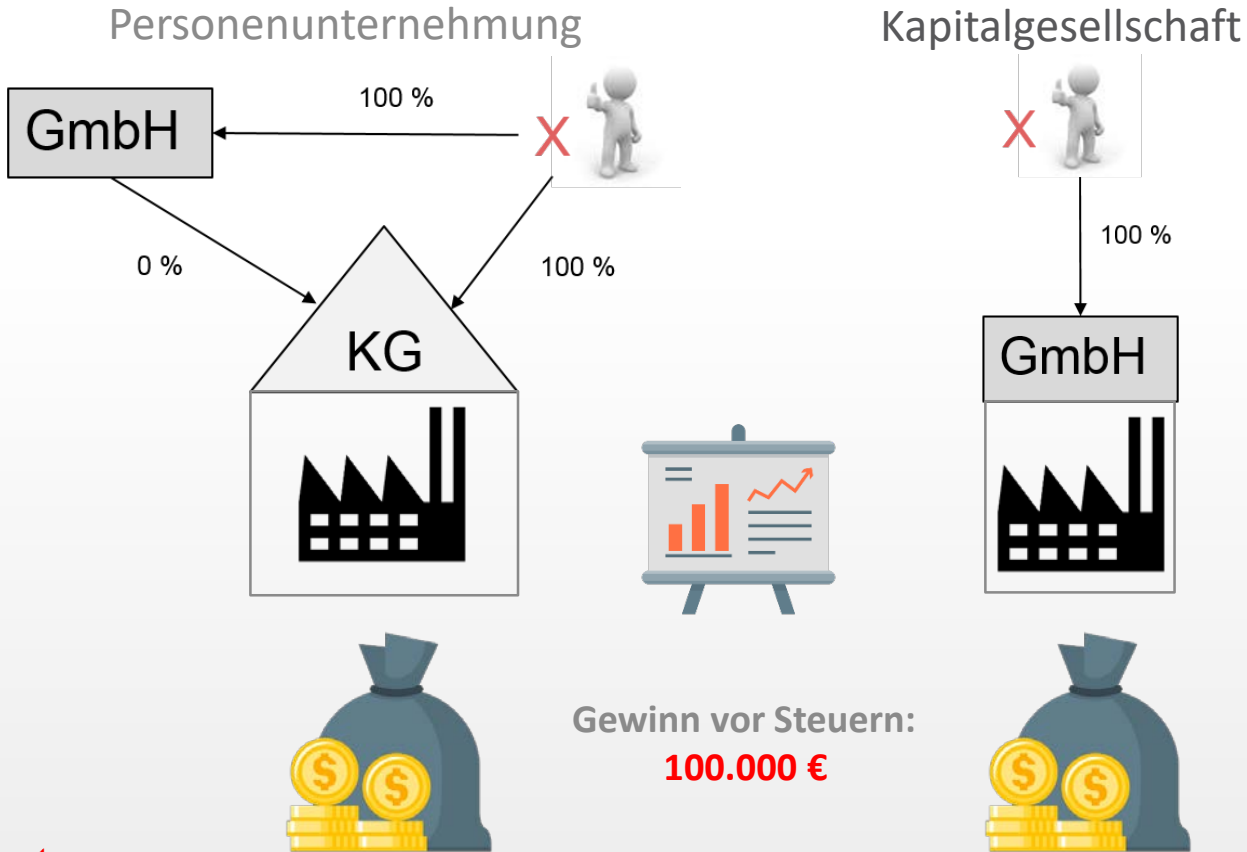 Personenunternehmung
Kapitalgesellschaft
GmbH
100 %
X
X
0 %
100 %
100 %
KG
GmbH
Gewinn vor Steuern:
100.000 €
$
$
$
$